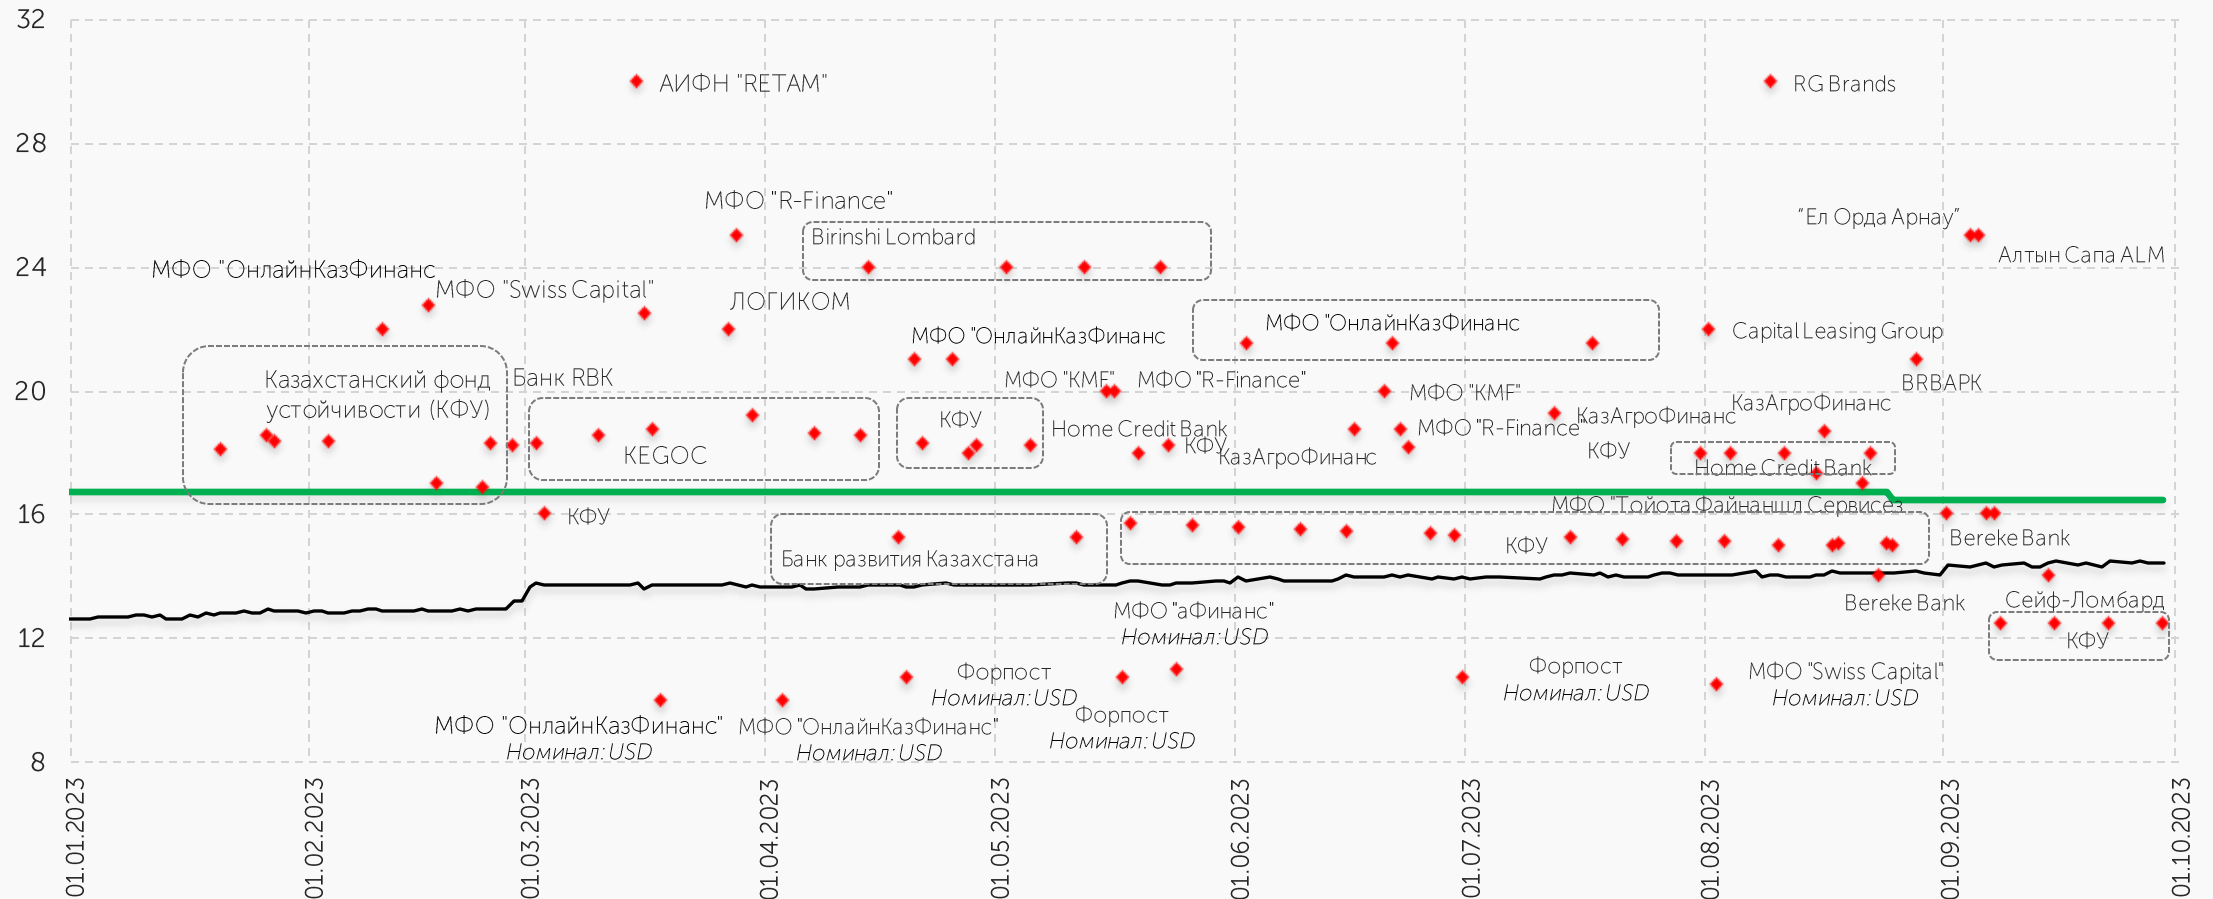 32
АИФН "RETAM"
RG Brands
28
МФО "R-Finance"
"Ел Орда Арнау"
Birinshi Lombard
Алтын Сапа ALM
24
МФО "ОнлайнКазФинанс
МФО "Swiss Capital"
ЛОГИКОМ
МФО "ОнлайнКазФинанс
МФО "ОнлайнКазФинанс
Capital Leasing Group
Казахстанский фонд
устойчивости (КФУ)
Банк RBK
МФО "KMF"
МФО "R-Finance"
BRBAPK
20
МФО "KMF"
КазАгроФинанс
КазАгроФинанс
КФУ
Home Credit Bank
МФО "R-Finance"
КФУ
КФУ
KEGOC
КазАгроФинанс
Home Credit Bank
МФО "Тойота Файнаншл Сервисез
16
КФУ
КФУ
Bereke Bank
Банк развития Казахстана
МФО "аФинанс"
Номинал: USD
Bereke Bank
Сейф-Ломбард
12
КФУ
Форпост
Номинал: USD
Форпост
Номинал: USD
МФО "Swiss Capital"
Номинал: USD
МФО "ОнлайнКазФинанс"
Номинал: USD
МФО "ОнлайнКазФинанс"
Номинал: USD
Форпост
Номинал: USD
8
01.01.2023
01.02.2023
01.03.2023
01.04.2023
01.05.2023
01.06.2023
01.07.2023
01.08.2023
01.09.2023
01.10.2023